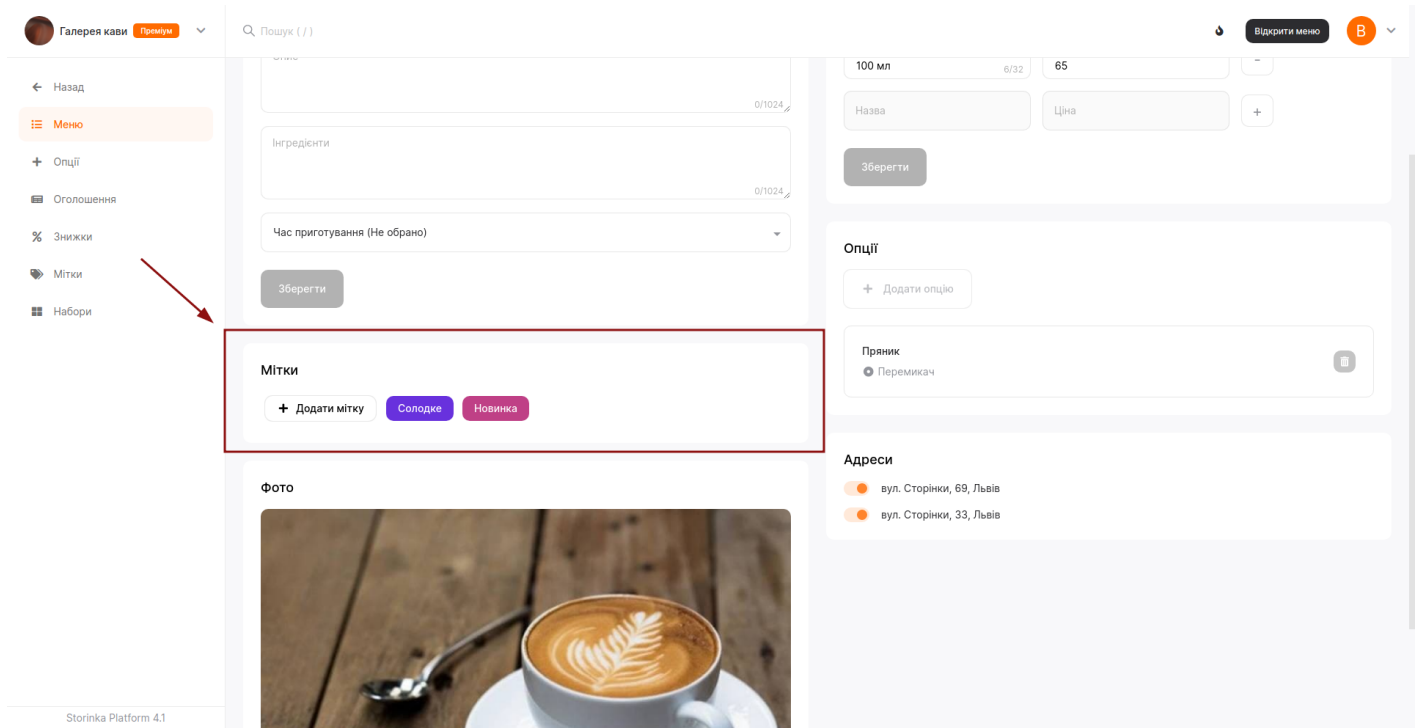 Галерея кави Преміум
Пошук ( / )
Відкрити меню
B
Назад
Меню
Опції
Оголошення
Знижки
Мітки
Набори
Storinka Platform 4.1
0/1024
Інгредієнти
0/1024
Час приготування (Не обрано)
Зберегти
Мітки
+ Додати мітку Солодке Новинка
Фото
100 мл 6/32 65 -
Назва Ціна +
Зберегти
Опції
+ Додати опцію
Пряник
Перемикач
Адреси
вул. Сторінки, 69, Львів
вул. Сторінки, 33, Львів